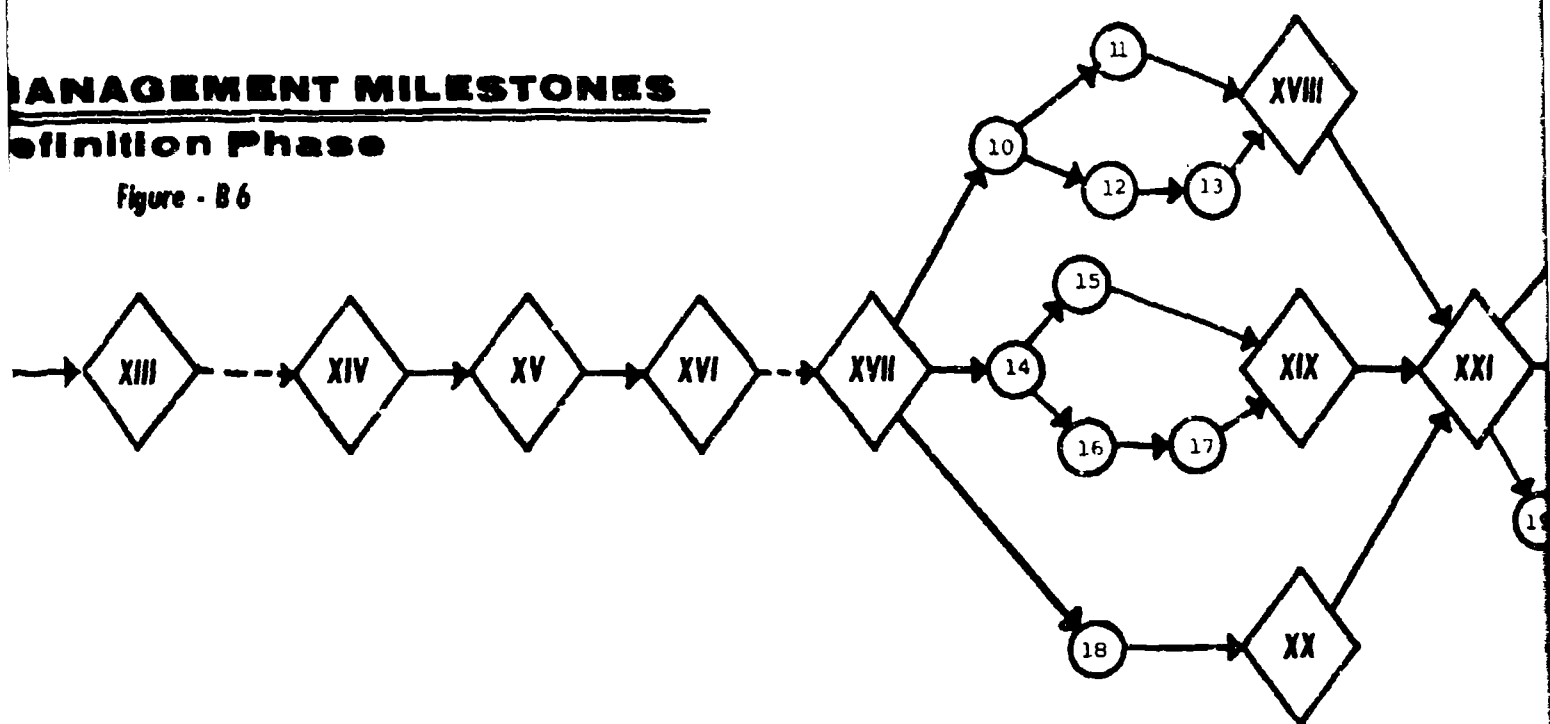 ANAGEMENT MILESTONES
efinition Phase
Figure - B 6
11
XVIII
10
12
13
15
XIII
XIV
XV
XVI
XVII
14
XIX
XXI
16
17
18
XX